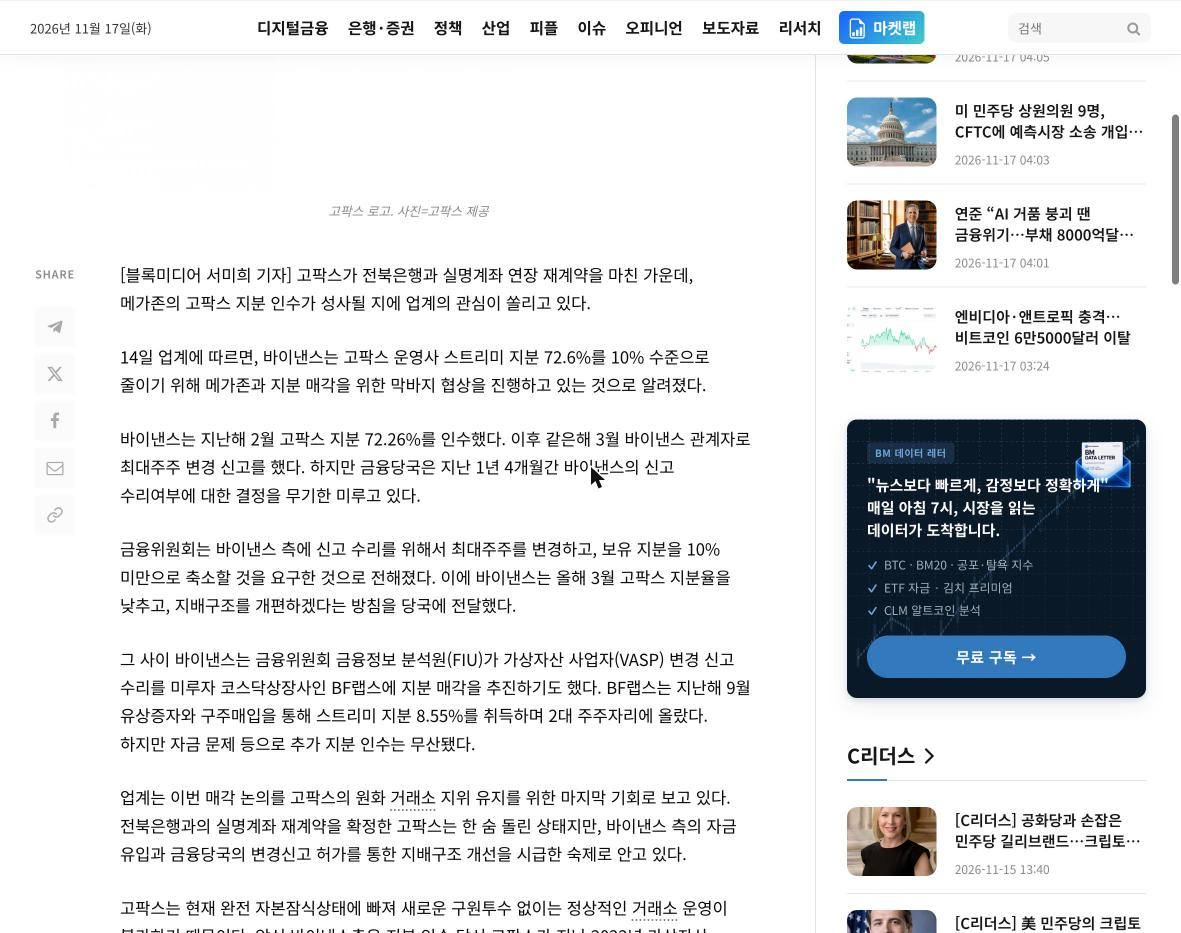 2026년 11월 17일(화)
디지털금융 은행·증권 정책 산업 피플 이슈 오피니언 보도자료 리서치 마켓랩
검색
고팍스 로고. 사진=고팍스 제공
SHARE
[블록미디어 서미희 기자] 고팍스가 전북은행과 실명계좌 연장 재계약을 마친 가운데,
메가존의 고팍스 지분 인수가 성사될 지에 업계의 관심이 쏠리고 있다.
14일 업계에 따르면, 바이낸스는 고팍스 운영사 스트리미 지분 72.6%를 10% 수준으로
줄이기 위해 메가존과 지분 매각을 위한 막바지 협상을 진행하고 있는 것으로 알려졌다.
바이낸스는 지난해 2월 고팍스 지분 72.26%를 인수했다. 이후 같은해 3월 바이낸스 관계자로
최대주주 변경 신고를 했다. 하지만 금융당국은 지난 1년 4개월간 바이낸스의 신고
수리여부에 대한 결정을 무기한 미루고 있다.
금융위원회는 바이낸스 측에 신고 수리를 위해서 최대주주를 변경하고, 보유 지분을 10%
미만으로 축소할 것을 요구한 것으로 전해졌다. 이에 바이낸스는 올해 3월 고팍스 지분율을
낮추고, 지배구조를 개편하겠다는 방침을 당국에 전달했다.
그 사이 바이낸스는 금융위원회 금융정보 분석원(FIU)가 가상자산 사업자(VASP) 변경 신고
수리를 미루자 코스닥상장사인 BF랩스에 지분 매각을 추진하기도 했다. BF랩스는 지난해 9월
유상증자와 구주매입을 통해 스트리미 지분 8.55%를 취득하며 2대 주주자리에 올랐다.
하지만 자금 문제 등으로 추가 지분 인수는 무산됐다.
업계는 이번 매각 논의를 고팍스의 원화 거래소 지위 유지를 위한 마지막 기회로 보고 있다.
전북은행과의 실명계좌 재계약을 확정한 고팍스는 한 숨 돌린 상태지만, 바이낸스 측의 자금
유입과 금융당국의 변경신고 허가를 통한 지배구조 개선을 시급한 숙제로 안고 있다.
고팍스는 현재 완전 자본잠식상태에 빠져 새로운 구원투수 없이는 정상적인 거래소 운영이
2026-11-17 04:05
미 민주당 상원의원 9명,
CFTC에 예측시장 소송 개입…
2026-11-17 04:03
연준 “AI 거품 붕괴 땐
금융위기…부채 8000억달…
2026-11-17 04:01
엔비디아·앤트로픽 충격…
비트코인 6만5000달러 이탈
2026-11-17 03:24
BM 데이터 레터
BM
DATA LETTER
"뉴스보다 빠르게, 감정보다 정확하게"
매일 아침 7시, 시장을 읽는
데이터가 도착합니다.
BTC · BM20 · 공포·탐욕 지수
ETF 자금 · 김치 프리미엄
CLM 알트코인 분석
무료 구독 →
C리더스
[C리더스] 공화당과 손잡은
민주당 길리브랜드…크립토…
2026-11-15 13:40
[C리더스] 美 민주당의 크립토